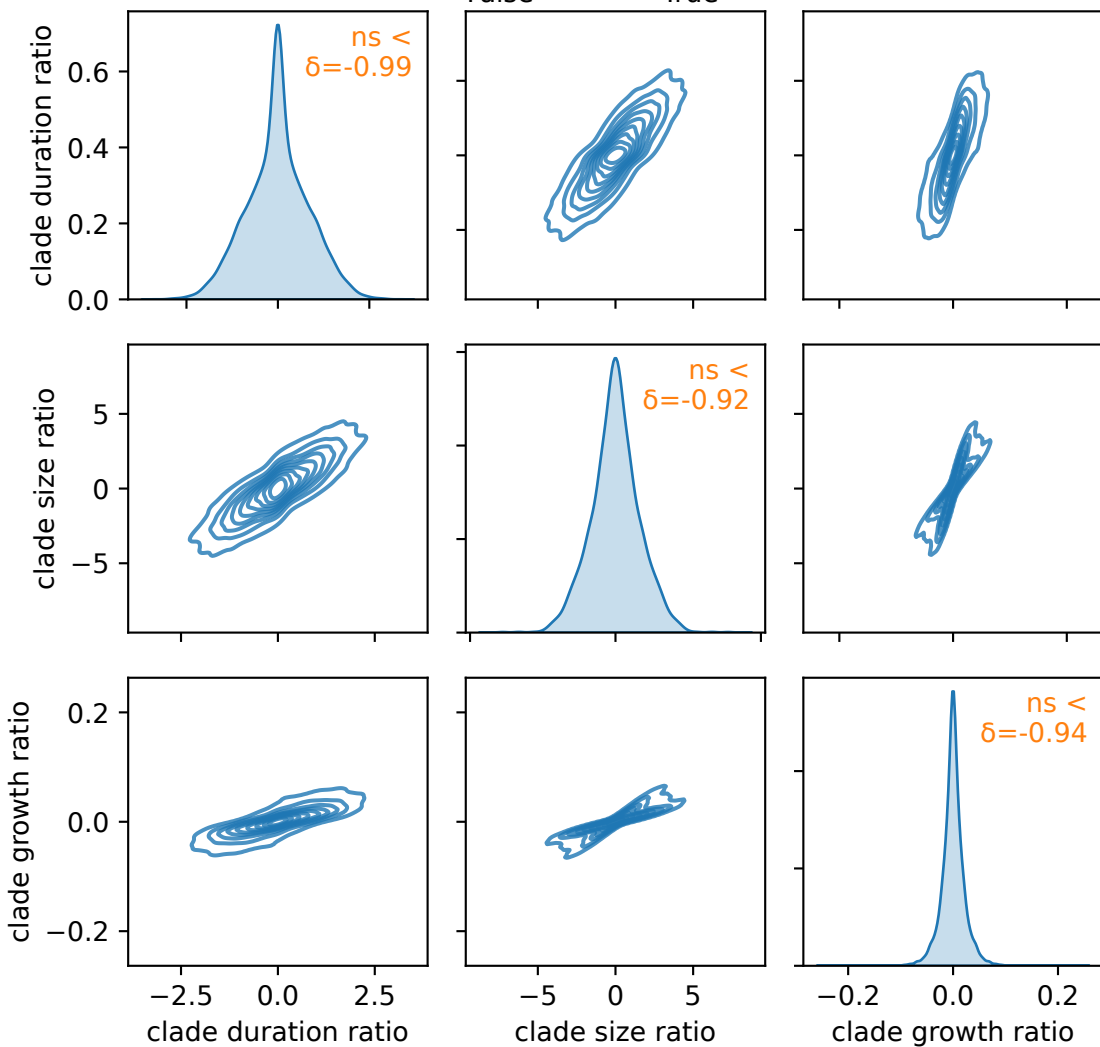 raise True
clade duration ratio
0.6
0.4
0.2
0.0
ns <
δ=-0.99
clade size ratio
5
0
−5
ns <
δ=-0.92
clade growth ratio
0.2
0.0
−0.2
ns <
δ=-0.94
−2.5 0.0 2.5
−5 0 5
−0.2 0.0 0.2
clade duration ratio
clade size ratio
clade growth ratio